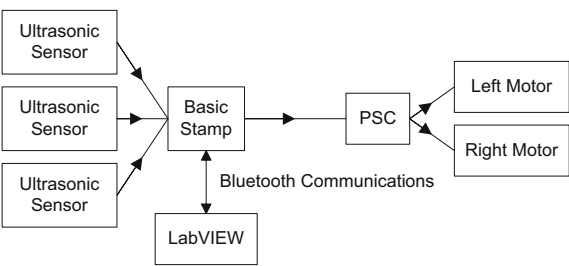 Ultrasonic
Sensor
Ultrasonic
Sensor
Ultrasonic
Sensor
Basic
Stamp
PSC
Left Motor
Right Motor
Bluetooth Communications
LabVIEW